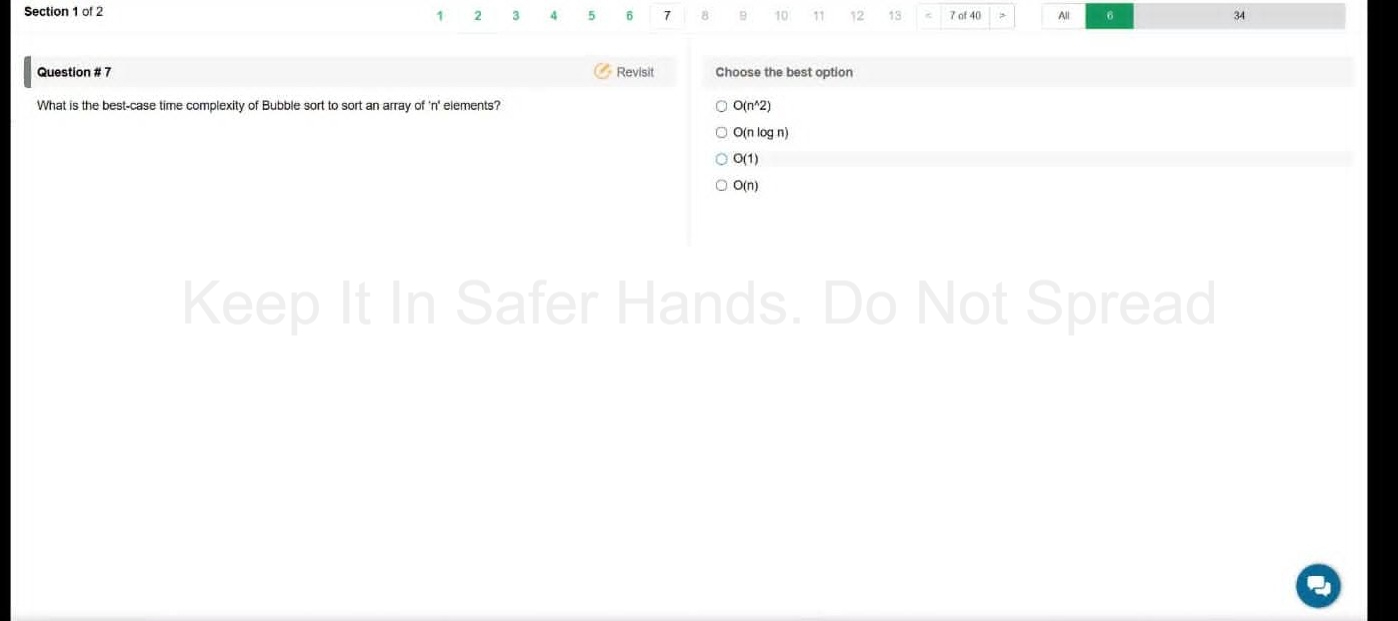 Section 1 of 2
1 2 3 4 5 6 7 8 9 10 11 12 13 < 7 of 40 > All 6 34
Question # 7
Revisit
What is the best-case time complexity of Bubble sort to sort an array of 'n' elements?
Choose the best option
O(n^2)
O(n log n)
O(1)
O(n)
Keep It In Safer Hands. Do Not Spread